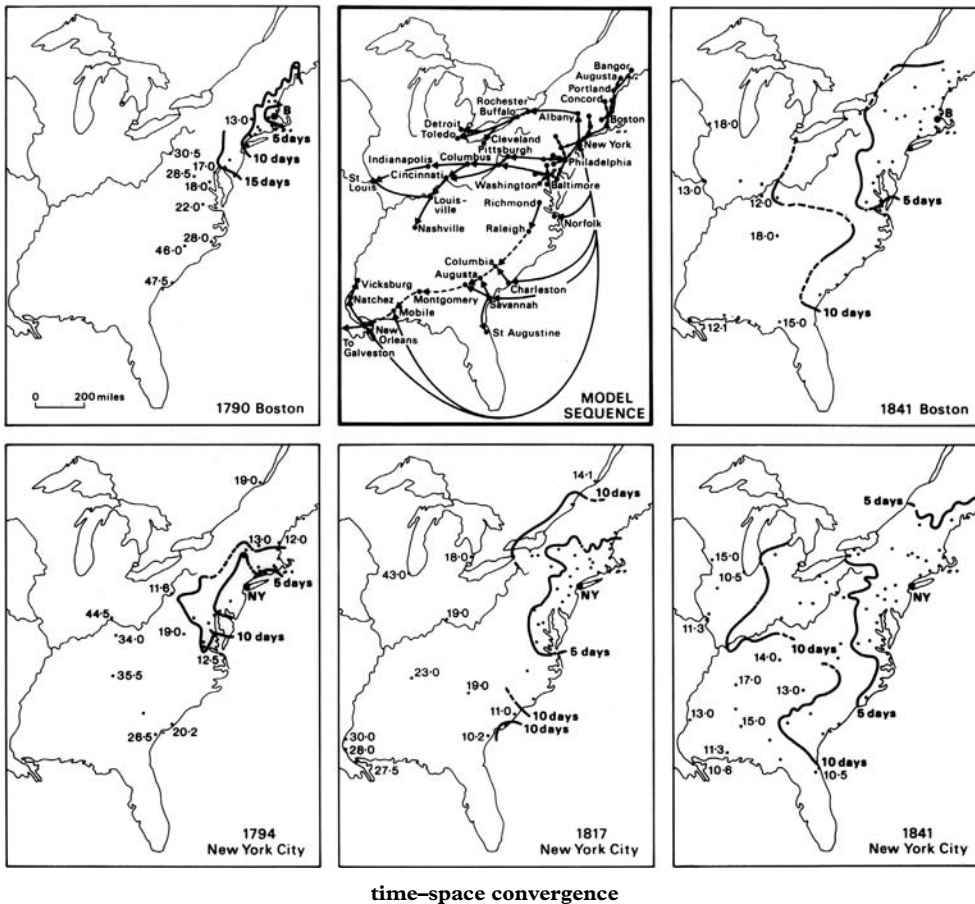 B
13·0
5 days
10 days
30·5
17·0
28·5
15 days
18·0
22·0
28·0
46·0
47·5
0 200 miles
1790 Boston
Bangor
Augusta
Portland
Concord
Rochester
Buffalo
Albany
Boston
Detroit
Toledo
Cleveland
Pittsburgh
New York
Indianapolis
Columbus
Philadelphia
St
Louis
Cincinnati
Washington
Baltimore
Louis-
ville
Richmond
Norfolk
Nashville
Raleigh
Columbia
Augusta
Vicksburg
Natchez
Montgomery
Charleston
Savannah
Mobile
New
Orleans
St Augustine
To
Galveston
MODEL
SEQUENCE
18·0
B
13·0
12·0
5 days
18·0
10 days
12·1
15·0
1841 Boston
19·0
13·0
12·0
5 days
11·6
NY
44·5
34·0
19·0
10 days
12·5
35·5
26·5
20·2
1794
New York City
14·1
10 days
18·0
43·0
NY
19·0
5 days
23·0
19·0
10 days
11·0
10 days
10·2
30·0
28·0
27·5
1817
New York City
5 days
15·0
10·5
NY
11·3
10 days
14·0
17·0
13·0
5 days
13·0
15·0
11·3
10 days
10·6
10·5
1841
New York City
time–space convergence